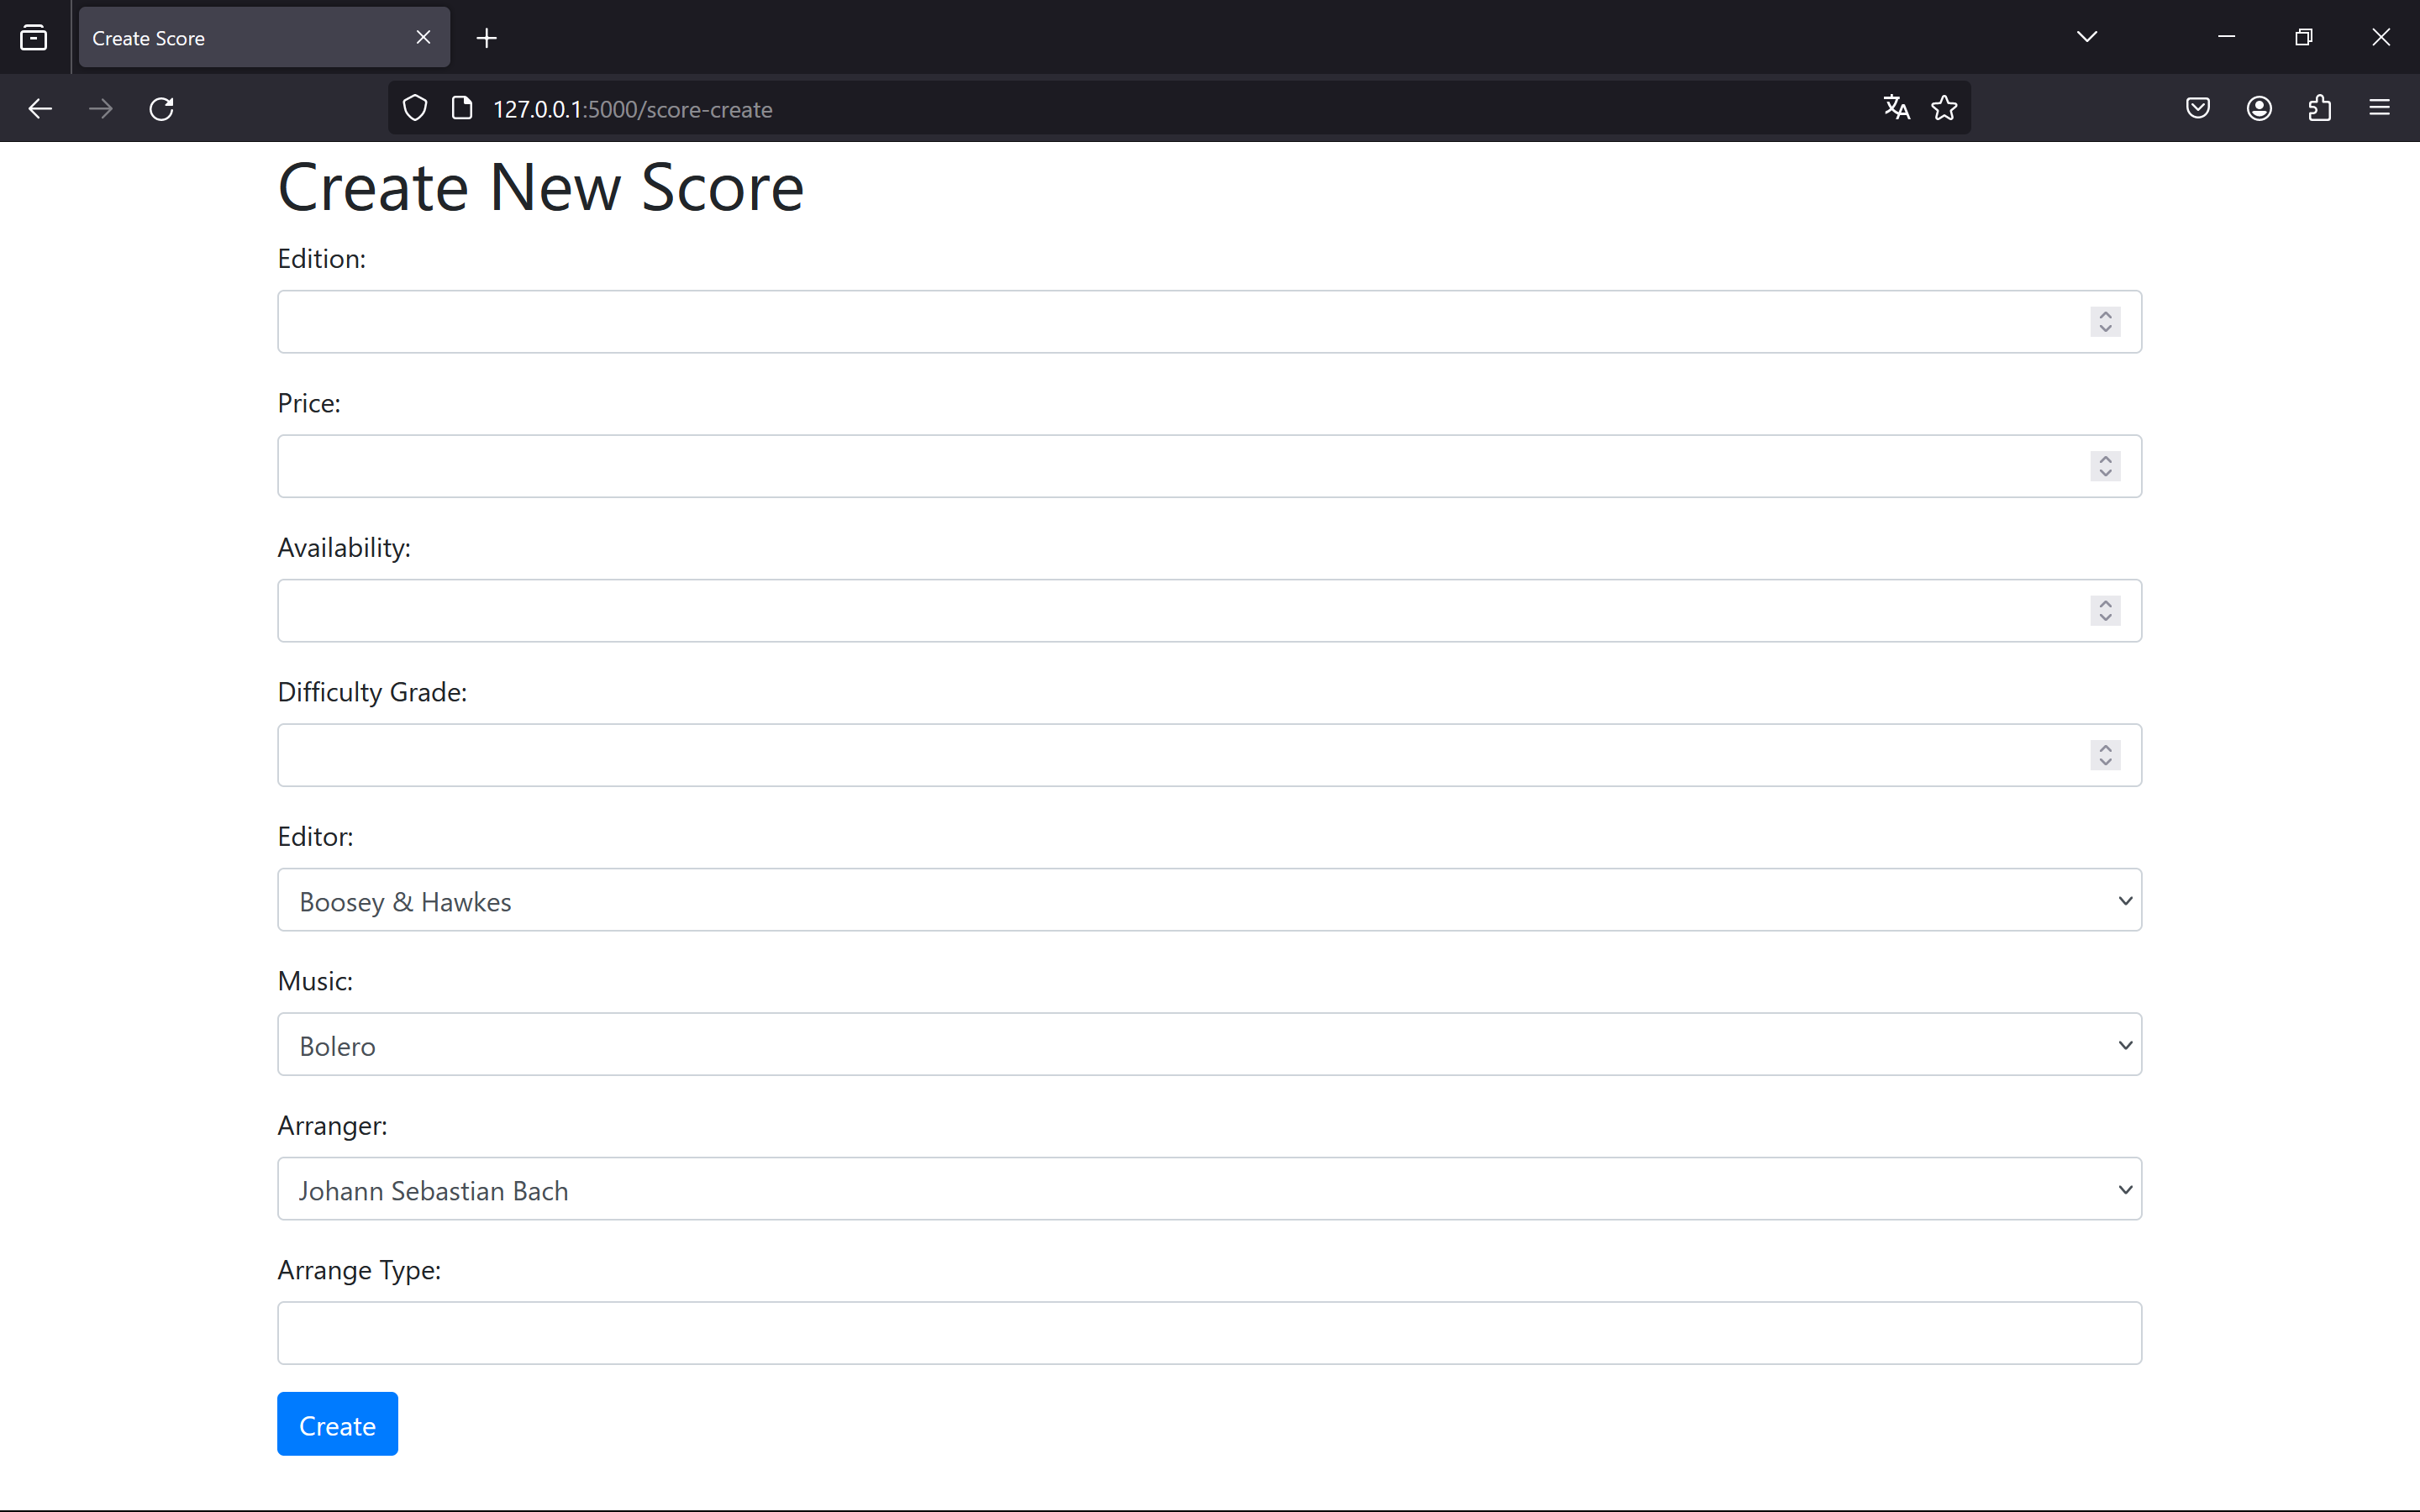 Create Score
127.0.0.1:5000/score-create
Create New Score
Edition:
Price:
Availability:
Difficulty Grade:
Editor:
Boosey & Hawkes
Music:
Bolero
Arranger:
Johann Sebastian Bach
Arrange Type:
Create